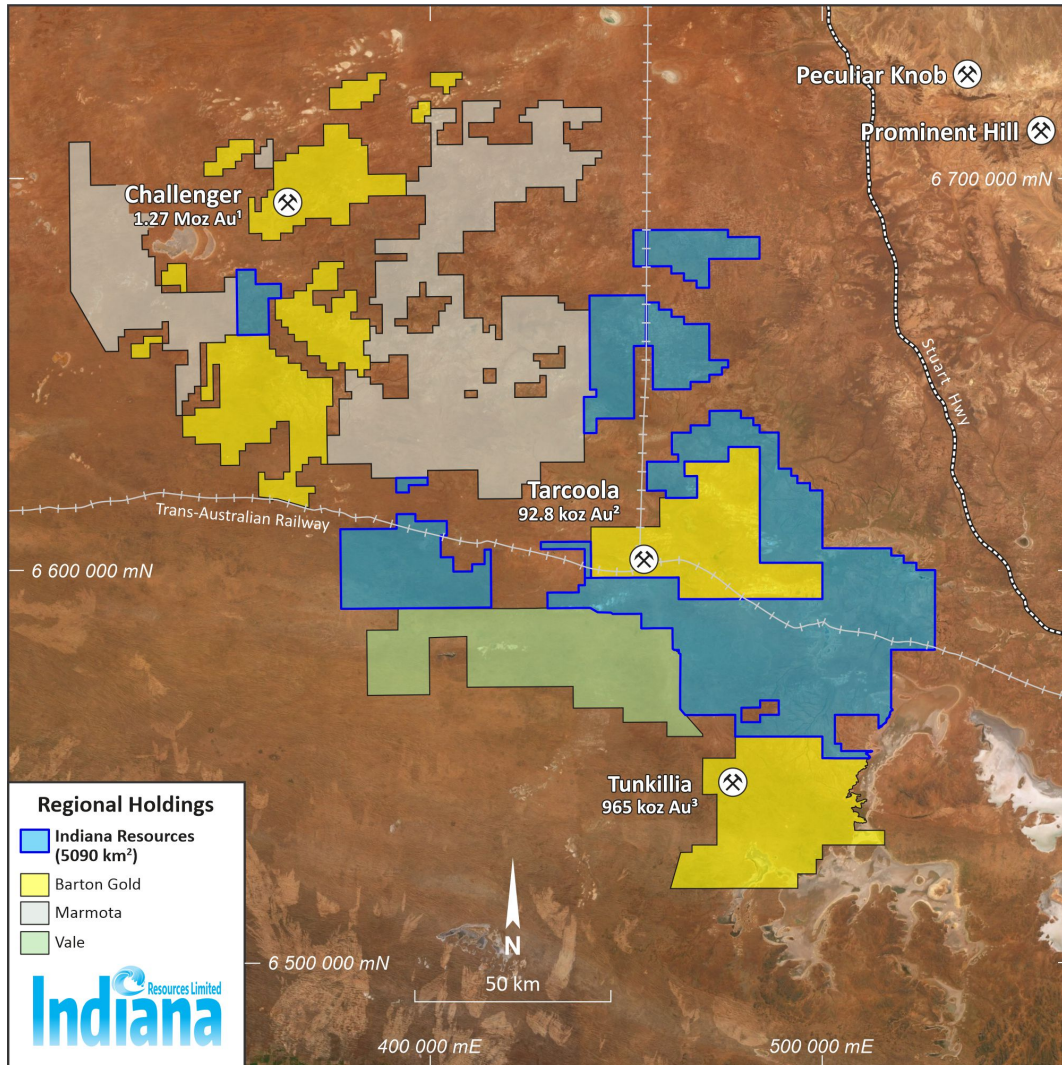 Peculiar Knob
Prominent Hill
6 700 000 mN
Challenger
1.27 Moz Au¹
Stuart Hwy
Tarcoola
92.8 koz Au²
Trans-Australian Railway
6 600 000 mN
Tunkillia
965 koz Au³
Regional Holdings
Indiana Resources
(5090 km²)
Barton Gold
Marmota
Vale
N
50 km
6 500 000 mN
Resources Limited
Indiana
400 000 mE
500 000 mE